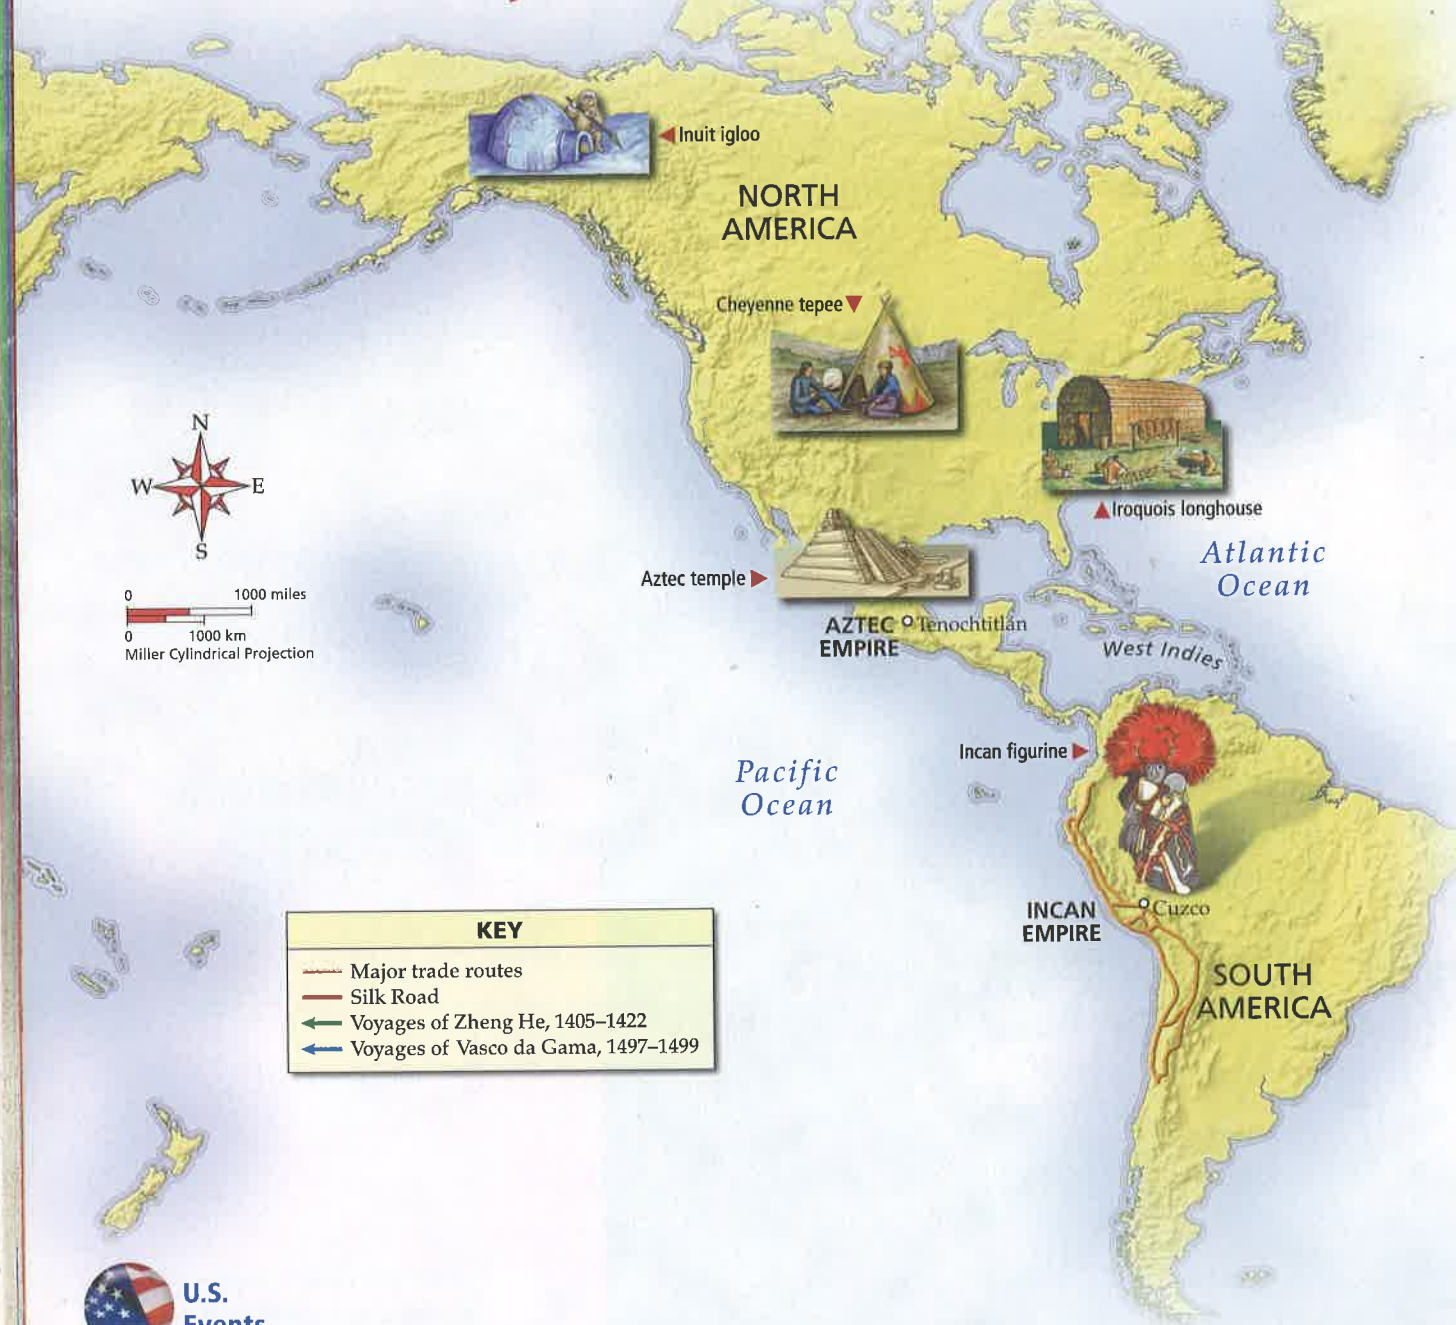 Inuit igloo
NORTH
AMERICA
Cheyenne tepee
N
W
E
S
Iroquois longhouse
Atlantic
Ocean
Aztec temple
0 1000 miles
0 1000 km
Miller Cylindrical Projection
AZTEC
EMPIRE
Tenochtitlán
West Indies
Incan figurine
Pacific
Ocean
INCAN
EMPIRE
Cuzco
SOUTH
AMERICA
KEY
Major trade routes
Silk Road
Voyages of Zheng He, 1405–1422
Voyages of Vasco da Gama, 1497–1499
U.S.
Events